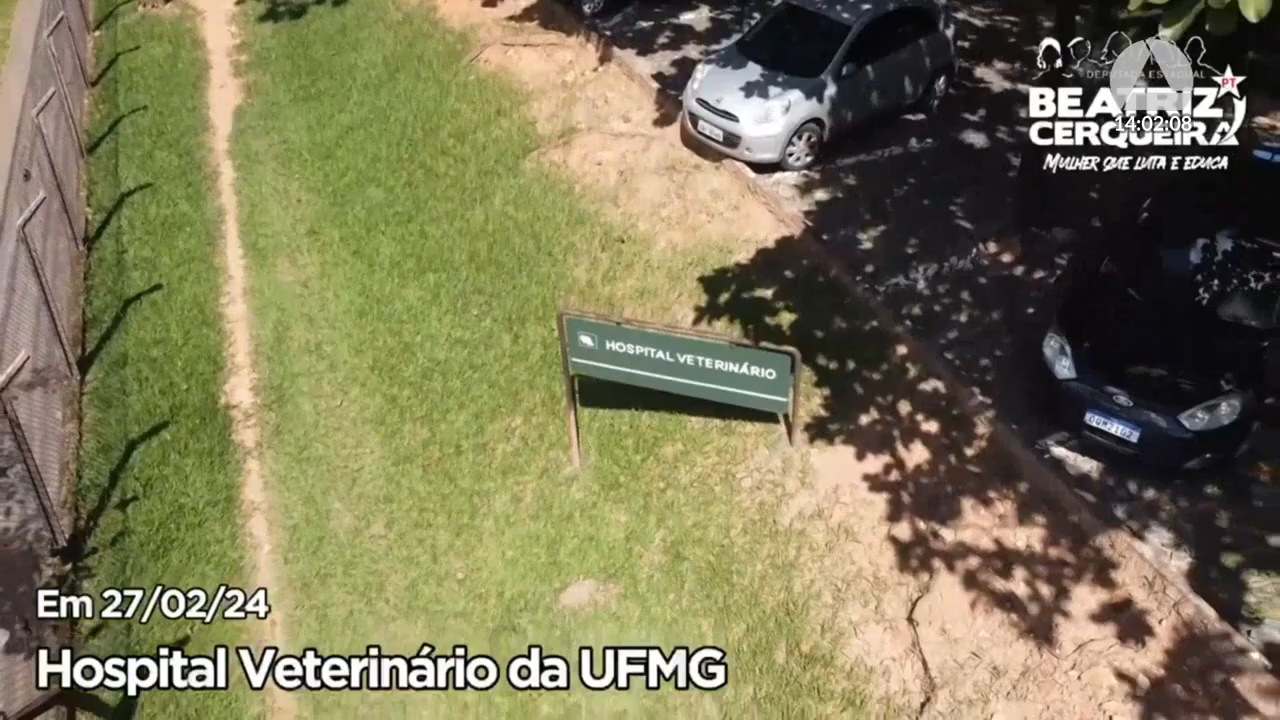 DEPUTADA ESTADUAL
PT
BEATRIZ
14:02:08
CERQUEIRA
MULHER QUE LUTA E EDUCA
HOSPITAL VETERINÁRIO
Em 27/02/24
Hospital Veterinário da UFMG